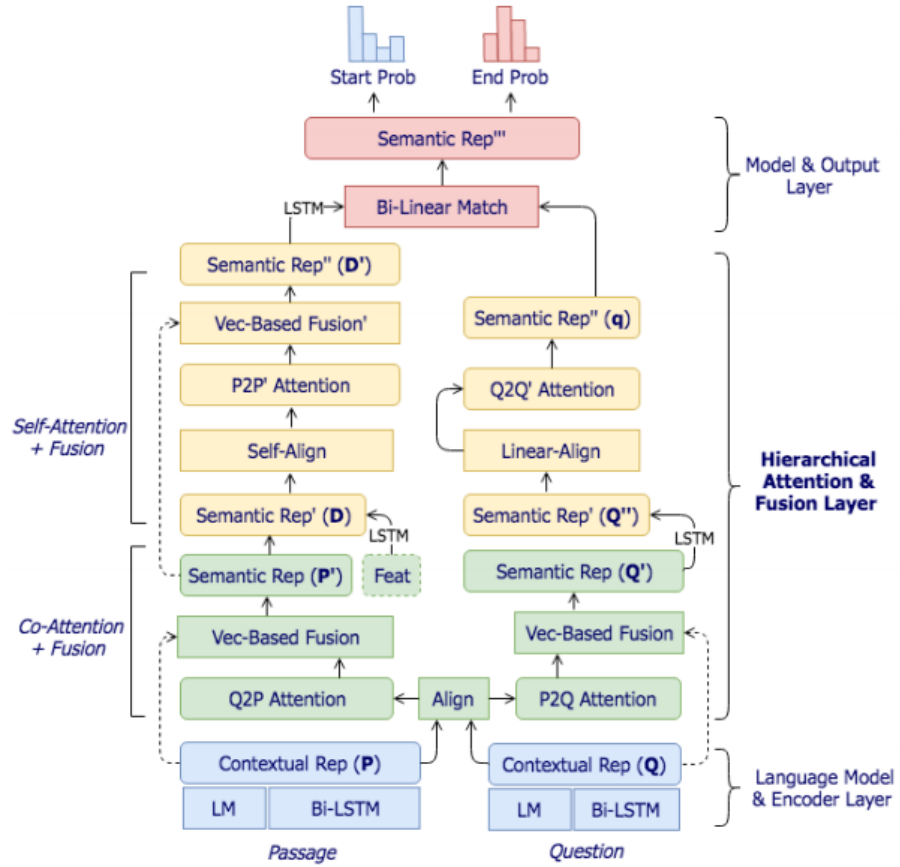 Start Prob
End Prob
Semantic Rep'''
Model & Output
Layer
LSTM
Bi-Linear Match
Semantic Rep'' (D')
Vec-Based Fusion'
Semantic Rep'' (q)
P2P' Attention
Q2Q' Attention
Self-Attention
+ Fusion
Self-Align
Linear-Align
Hierarchical
Attention &
Fusion Layer
Semantic Rep' (D)
Semantic Rep' (Q'')
LSTM
LSTM
Semantic Rep (P')
Feat
Semantic Rep (Q')
Co-Attention
+ Fusion
Vec-Based Fusion
Vec-Based Fusion
Q2P Attention
Align
P2Q Attention
Contextual Rep (P)
Contextual Rep (Q)
Language Model
& Encoder Layer
LM
Bi-LSTM
LM
Bi-LSTM
Passage
Question